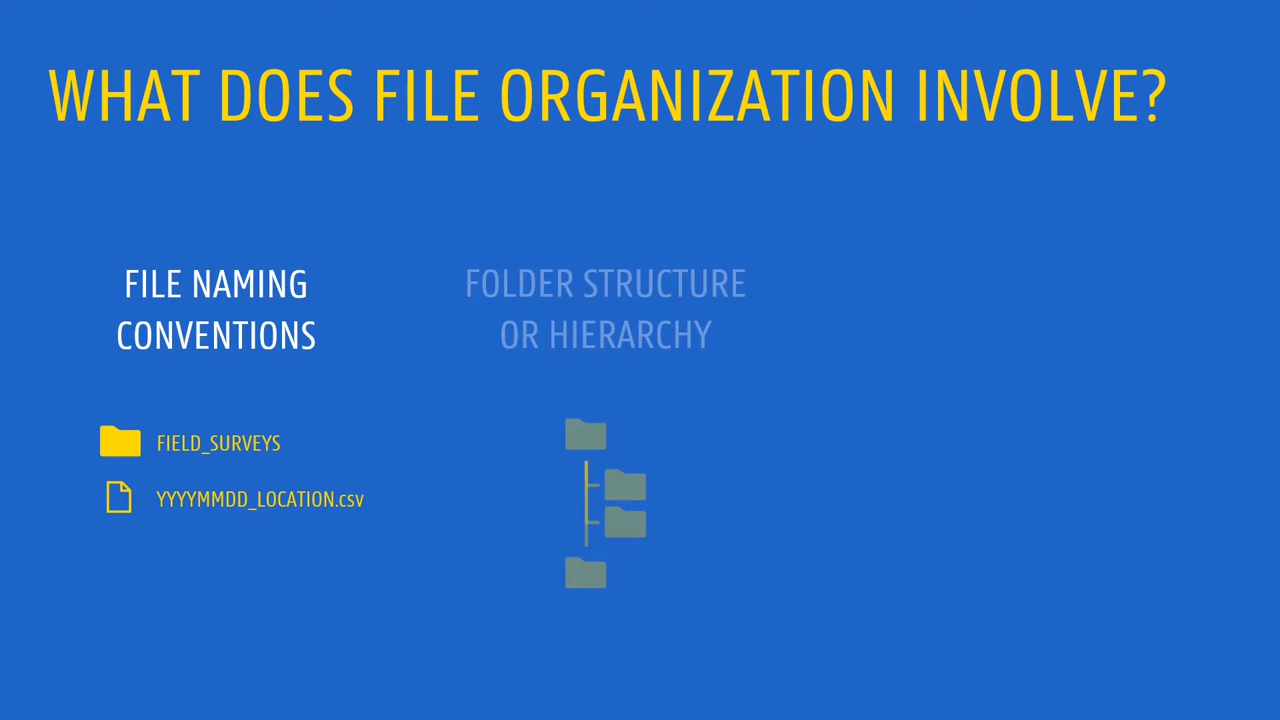 WHAT DOES FILE ORGANIZATION INVOLVE?
FILE NAMING
CONVENTIONS
FIELD_SURVEYS
YYYYMMDD_LOCATION.csv
FOLDER STRUCTURE
OR HIERARCHY